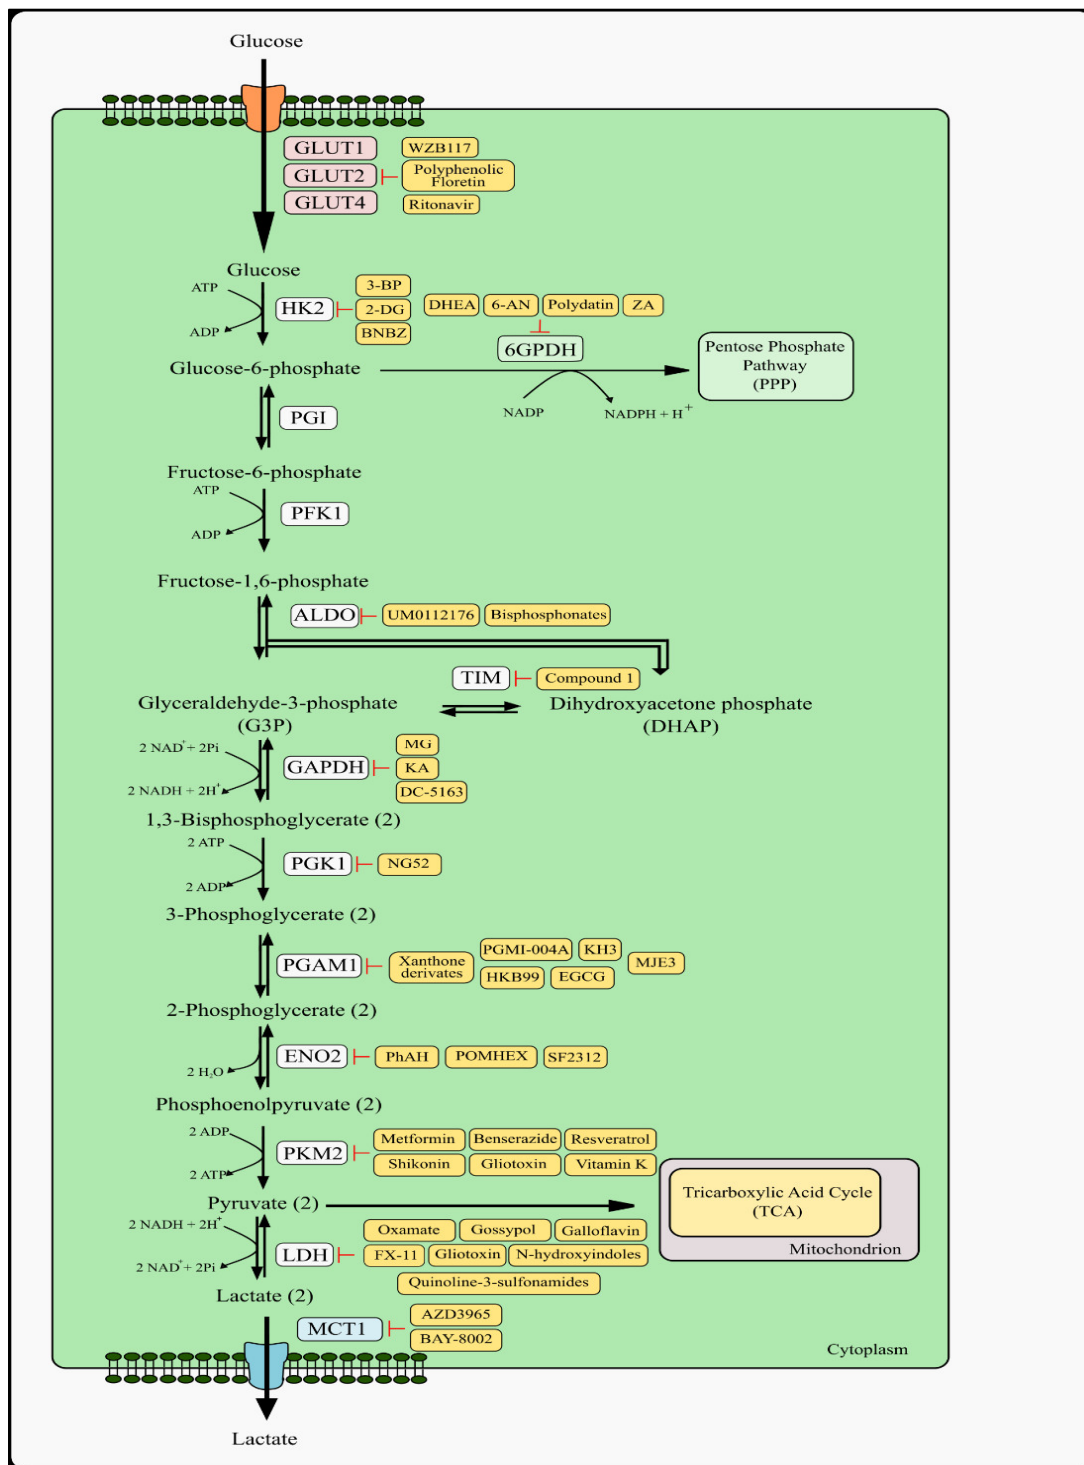 Glucose
GLUT1
WZB117
GLUT2
Polyphenolic
Floretin
GLUT4
Ritonavir
Glucose
ATP
ADP
HK2
3-BP
2-DG
BNBZ
DHEA
6-AN
Polydatin
ZA
6GPDH
Glucose-6-phosphate
NADP
NADPH + H+
Pentose Phosphate
Pathway
(PPP)
PGI
Fructose-6-phosphate
ATP
ADP
PFK1
Fructose-1,6-phosphate
ALDO
UM0112176
Bisphosphonates
TIM
Compound 1
Glyceraldehyde-3-phosphate
(G3P)
Dihydroxyacetone phosphate
(DHAP)
2 NAD+ + 2Pi
2 NADH + 2H+
GAPDH
MG
KA
DC-5163
1,3-Bisphosphoglycerate (2)
2 ATP
2 ADP
PGK1
NG52
3-Phosphoglycerate (2)
PGAM1
Xanthone
derivates
PGMI-004A
KH3
HKB99
EGCG
MJE3
2-Phosphoglycerate (2)
2 H₂O
ENO2
PhAH
POMHEX
SF2312
Phosphoenolpyruvate (2)
2 ADP
2 ATP
PKM2
Metformin
Benserazide
Resveratrol
Shikonin
Gliotoxin
Vitamin K
Pyruvate (2)
Tricarboxylic Acid Cycle
(TCA)
Mitochondrion
2 NADH + 2H+
2 NAD+ + 2Pi
LDH
Oxamate
Gossypol
Galloflavin
FX-11
Gliotoxin
N-hydroxyindoles
Quinoline-3-sulfonamides
Lactate (2)
MCT1
AZD3965
BAY-8002
Cytoplasm
Lactate